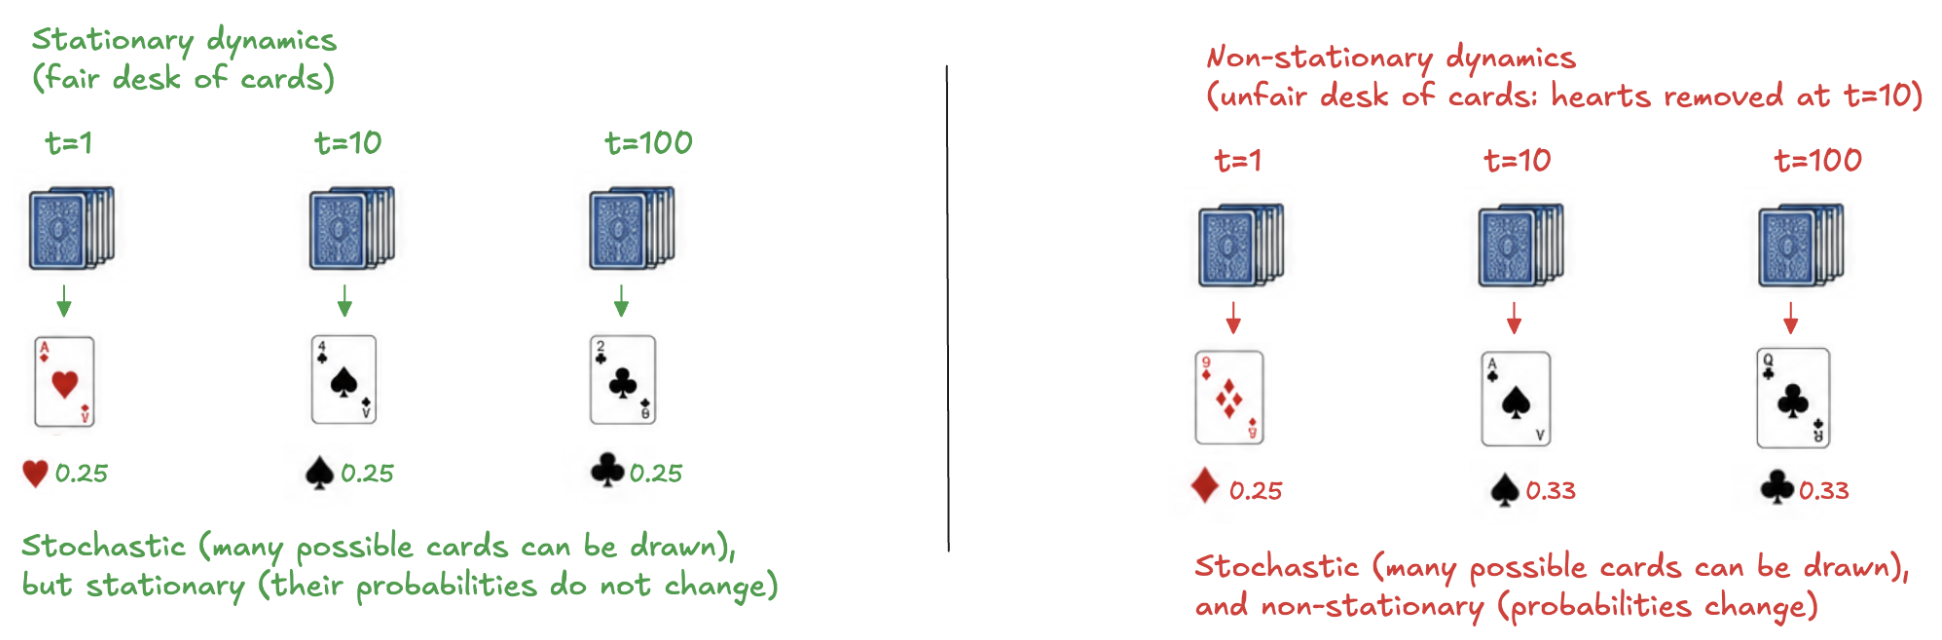 Stationary dynamics
(fair desk of cards)
t=1 t=10 t=100
A
A
4
V
2
θ
0.25 0.25 0.25
Stochastic (many possible cards can be drawn),
but stationary (their probabilities do not change)
Non-stationary dynamics
(unfair desk of cards: hearts removed at t=10)
t=1 t=10 t=100
9
A
V
Q
0.25 0.33 0.33
Stochastic (many possible cards can be drawn),
and non-stationary (probabilities change)